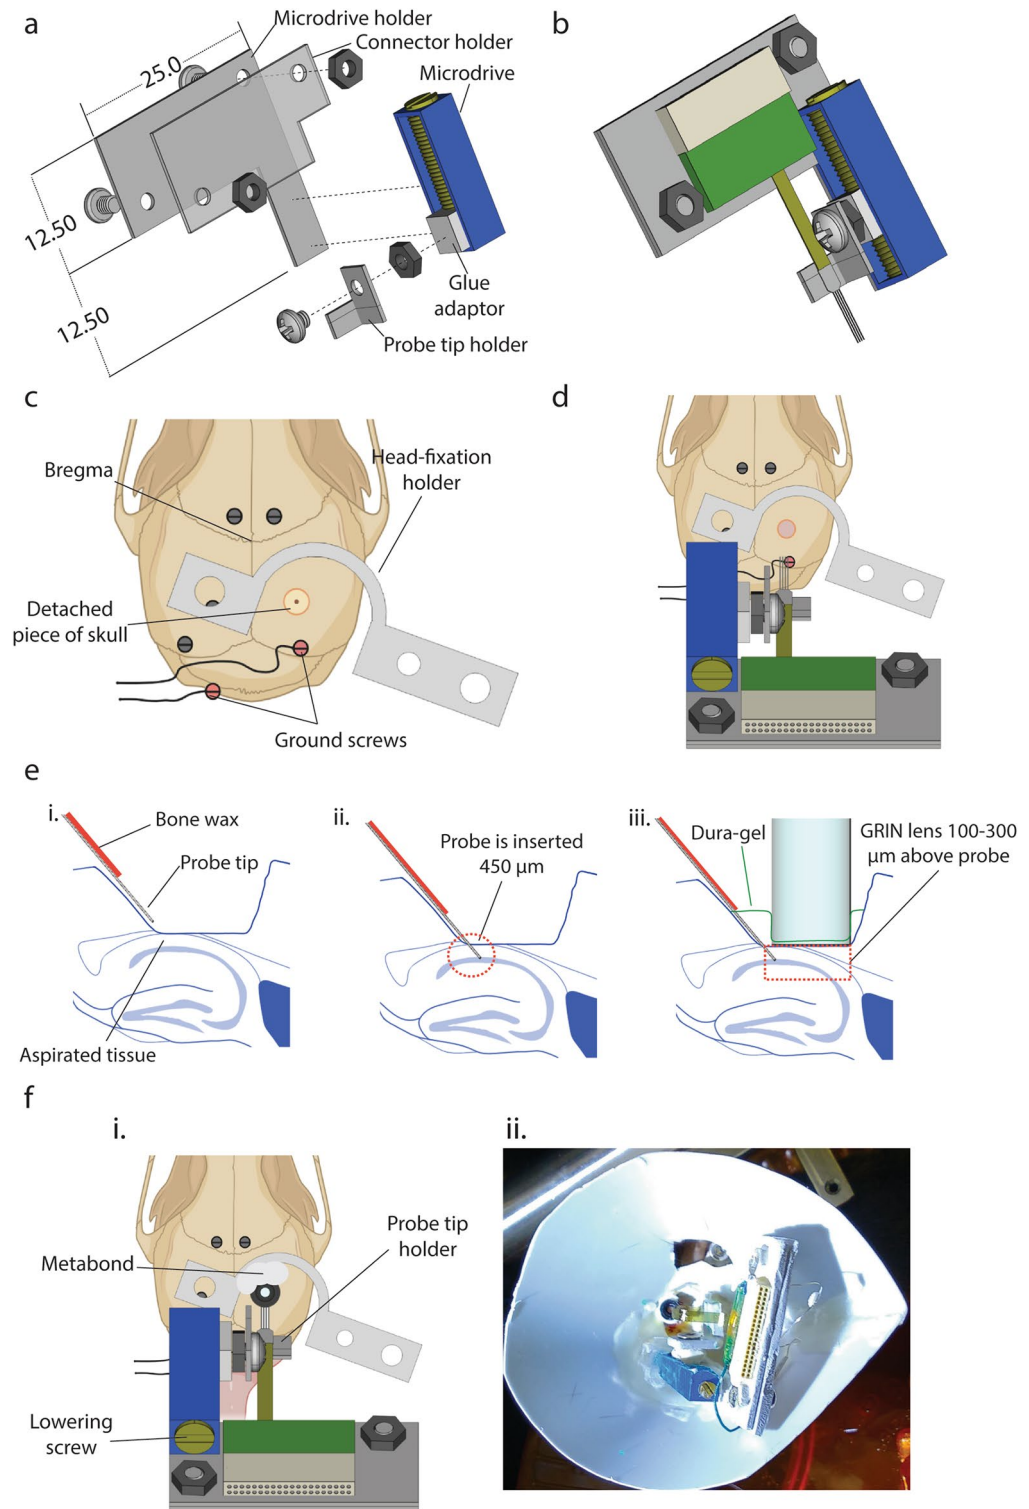 a
Microdrive holder
Connector holder
25.0
Microdrive
12.50
12.50
Glue
adaptor
Probe tip holder
b
c
Bregma
Head-fixation
holder
Detached
piece of skull
Ground screws
d
e
i.
Bone wax
Probe tip
Aspirated tissue
ii.
Probe is inserted
450 µm
iii.
Dura-gel
GRIN lens 100-300
µm above probe
f
i.
Probe tip
holder
Metabond
Lowering
screw
ii.